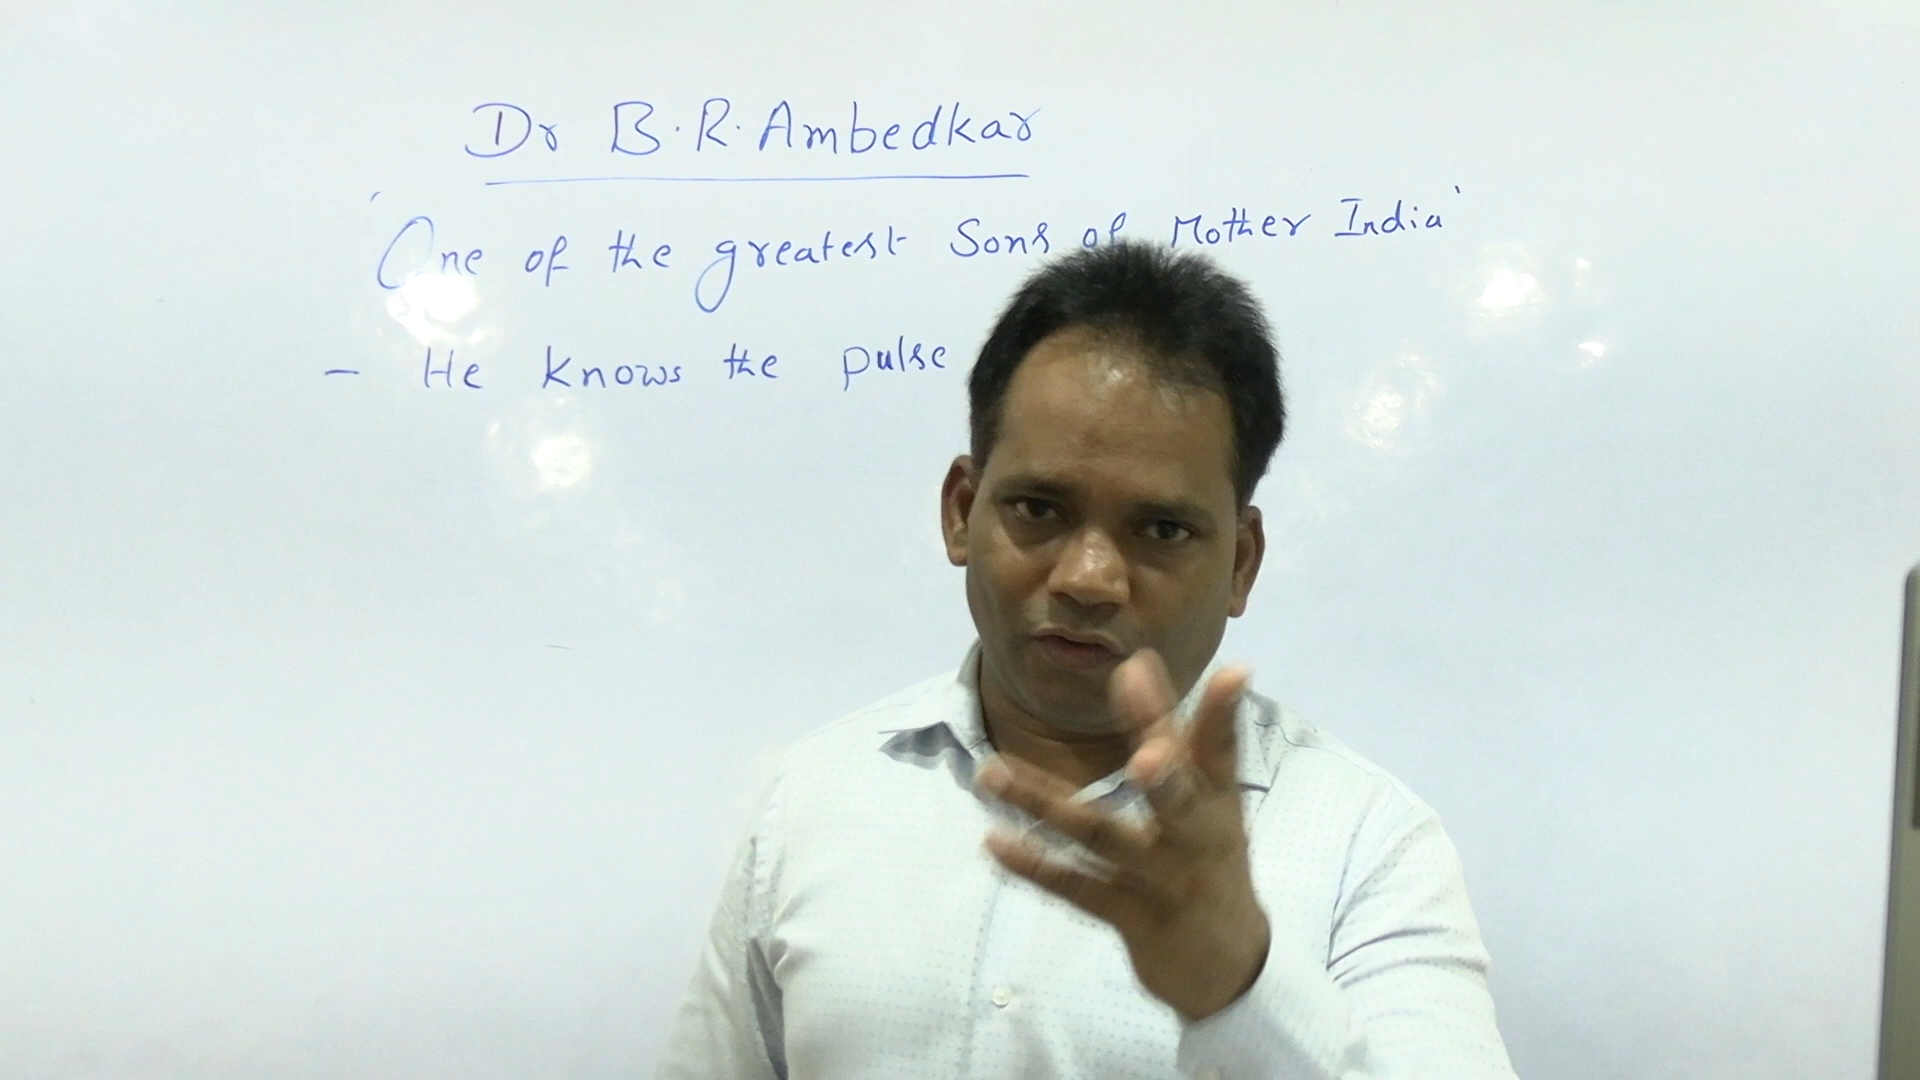 Dr B.R. Ambedkar
'One of the greatest Sons of Mother India'
- He knows the pulse